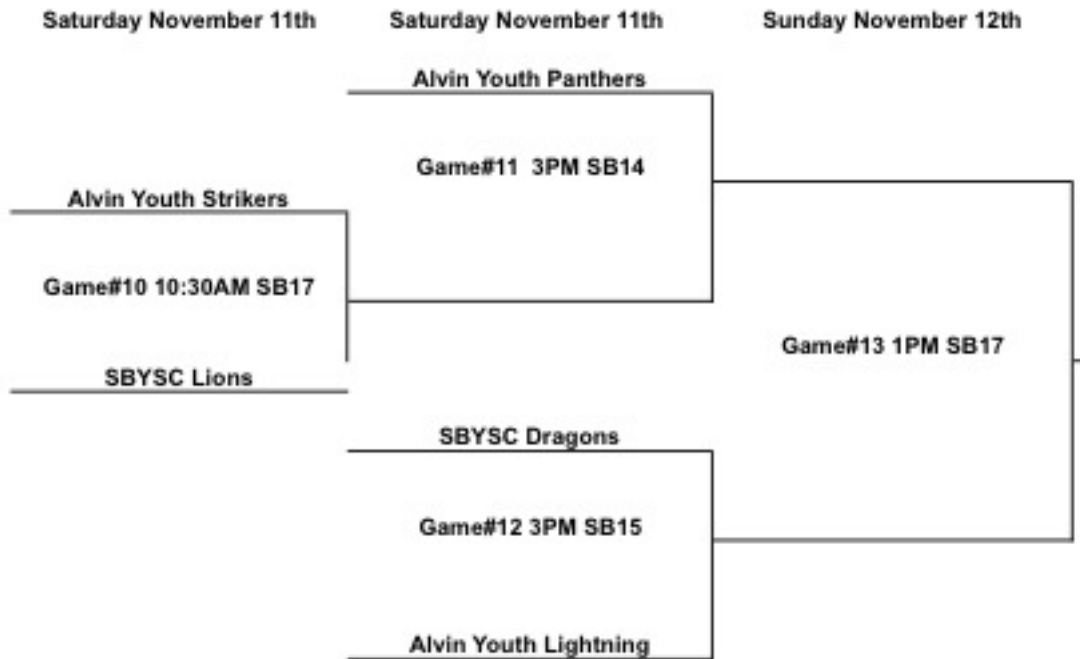 Saturday November 11th
Saturday November 11th
Sunday November 12th
Alvin Youth Panthers
Game#11  3PM SB14
Alvin Youth Strikers
Game#10 10:30AM SB17
SBYSC Lions
Game#13 1PM SB17
SBYSC Dragons
Game#12 3PM SB15
Alvin Youth Lightning